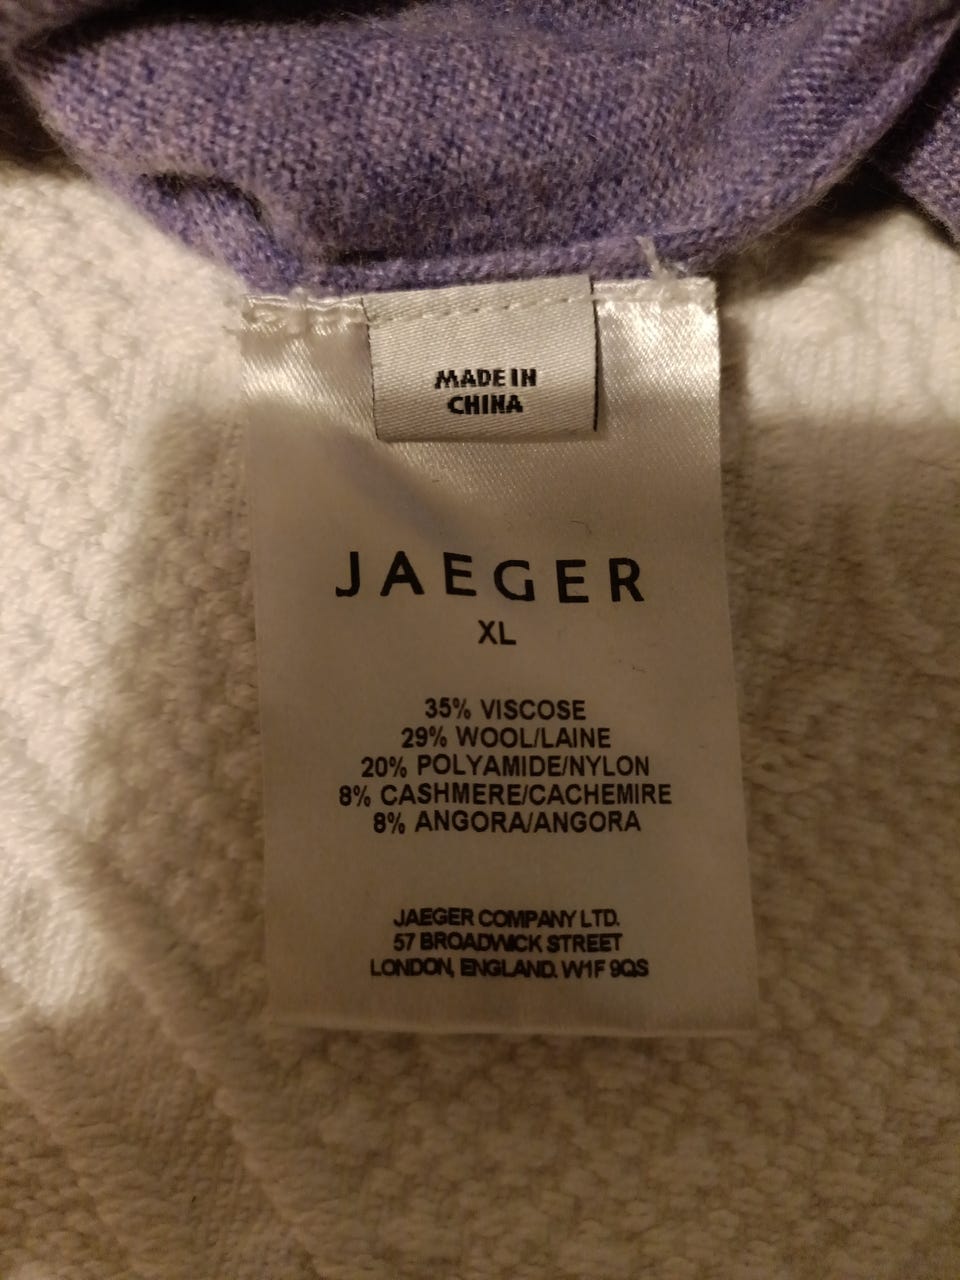 MADE IN
CHINA
JAEGER
XL
35% VISCOSE
29% WOOL/LAINE
20% POLYAMIDE/NYLON
8% CASHMERE/CACHEMIRE
8% ANGORA/ANGORA
JAEGER COMPANY LTD.
57 BROADWICK STREET
LONDON, ENGLAND. W1F 9QS